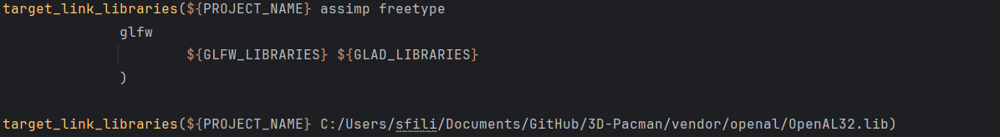 target_link_libraries(${PROJECT_NAME} assimp freetype
glfw
${GLFW_LIBRARIES} ${GLAD_LIBRARIES}
)
target_link_libraries(${PROJECT_NAME} C:/Users/sfili/Documents/GitHub/3D-Pacman/vendor/openal/OpenAL32.lib)